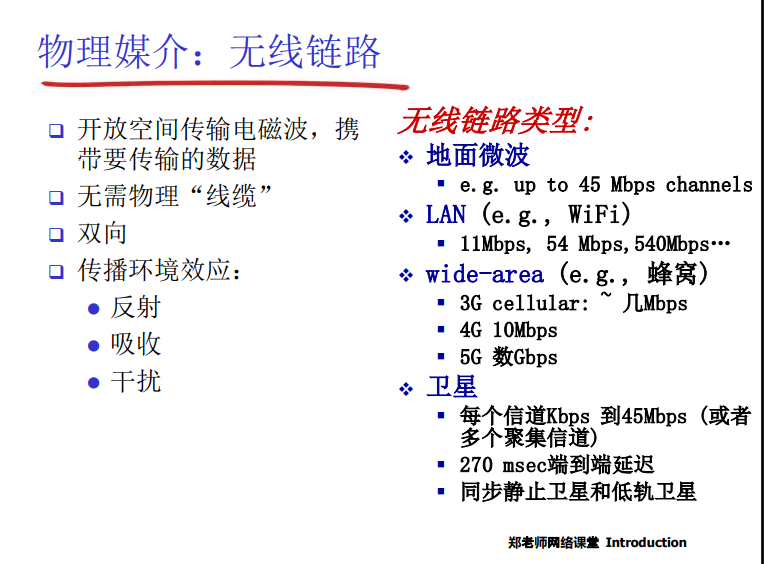 物理媒介：无线链路
开放空间传输电磁波，携
带要传输的数据
无需物理“线缆”
双向
传播环境效应：
反射
吸收
干扰
无线链路类型：
地面微波
e.g. up to 45 Mbps channels
LAN (e.g., WiFi)
11Mbps, 54 Mbps,540Mbps…
wide-area (e.g., 蜂窝)
3G cellular: ~ 几Mbps
4G 10Mbps
5G 数Gbps
卫星
每个信道Kbps 到45Mbps (或者
多个聚集信道)
270 msec端到端延迟
同步静止卫星和低轨卫星
郑老师网络课堂 Introduction